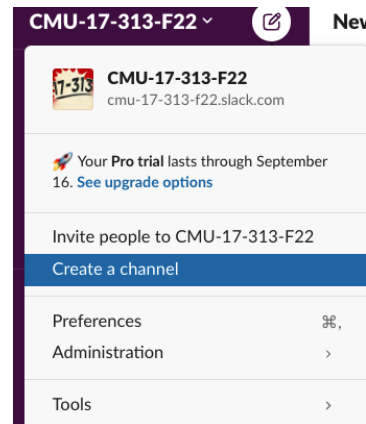 CMU-17-313-F22
New
17-313
CMU-17-313-F22
cmu-17-313-f22.slack.com
🚀 Your Pro trial lasts through September
16. See upgrade options
Invite people to CMU-17-313-F22
Create a channel
Preferences ⌘,
Administration >
Tools >